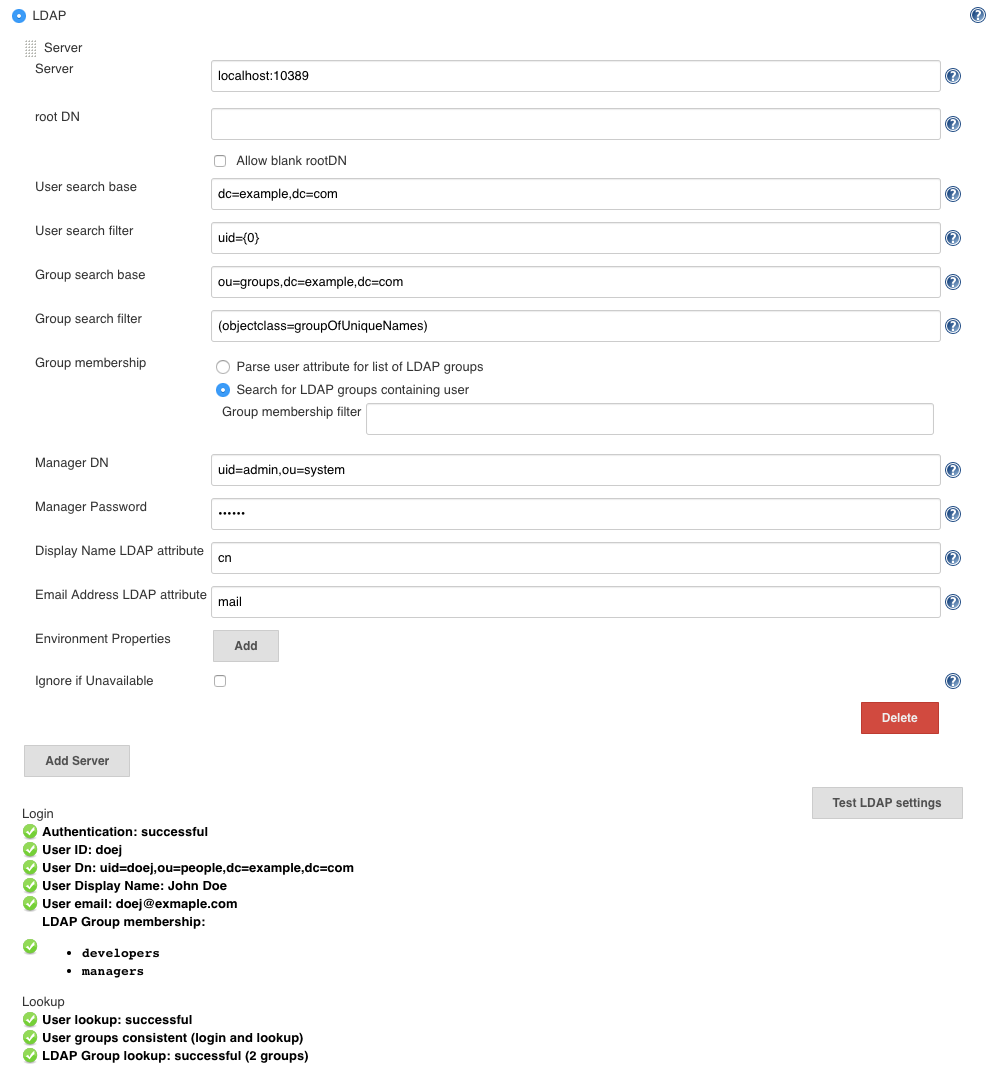 LDAP
Server
Server
localhost:10389
root DN
Allow blank rootDN
User search base
dc=example,dc=com
User search filter
uid={0}
Group search base
ou=groups,dc=example,dc=com
Group search filter
(objectclass=groupOfUniqueNames)
Group membership
Parse user attribute for list of LDAP groups
Search for LDAP groups containing user
Group membership filter
Manager DN
uid=admin,ou=system
Manager Password
••••••
Display Name LDAP attribute
cn
Email Address LDAP attribute
mail
Environment Properties
Add
Ignore if Unavailable
Delete
Add Server
Test LDAP settings
Login
Authentication: successful
User ID: doej
User Dn: uid=doej,ou=people,dc=example,dc=com
User Display Name: John Doe
User email: doej@exmaple.com
LDAP Group membership:
• developers
• managers
Lookup
User lookup: successful
User groups consistent (login and lookup)
LDAP Group lookup: successful (2 groups)